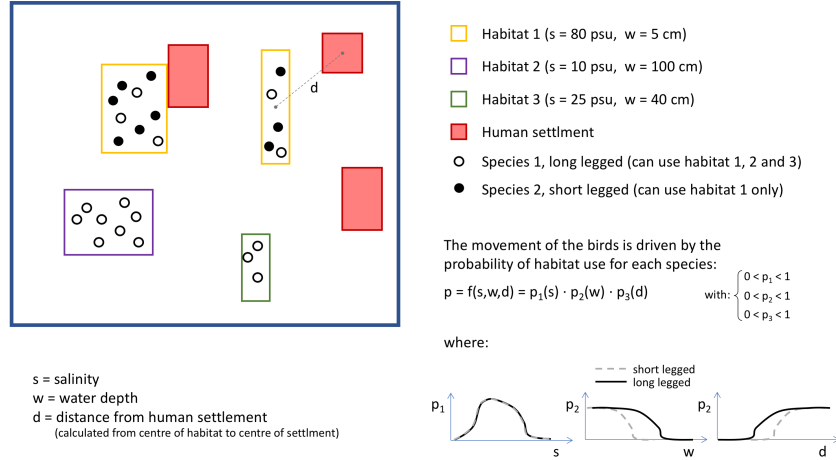 d
Habitat 1 (s = 80 psu, w = 5 cm)
Habitat 2 (s = 10 psu, w = 100 cm)
Habitat 3 (s = 25 psu, w = 40 cm)
Human settlment
Species 1, long legged (can use habitat 1, 2 and 3)
Species 2, short legged (can use habitat 1 only)
The movement of the birds is driven by the
probability of habitat use for each species:
p = f(s,w,d) = p₁(s) · p₂(w) · p₃(d)
with:
0 < p₁ < 1
0 < p₂ < 1
0 < p₃ < 1
where:
s = salinity
w = water depth
d = distance from human settlement
(calculated from centre of habitat to centre of settlment)
short legged
long legged
p₁
s
p₂
w
p₂
d